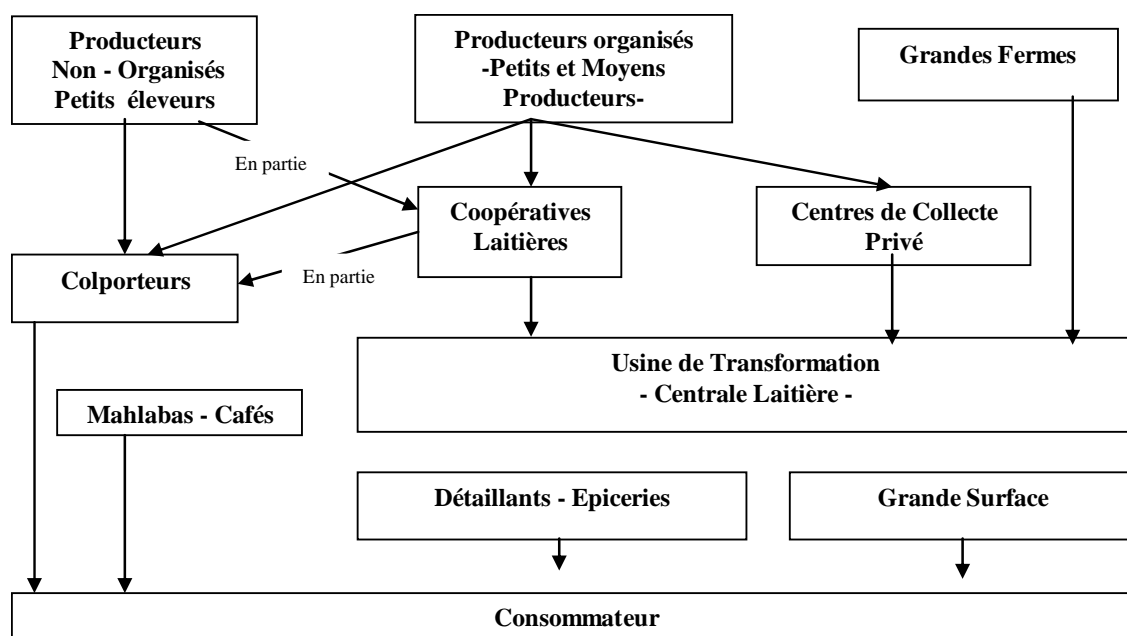 Producteurs
Non - Organisés
Petits éleveurs
Producteurs organisés
-Petits et Moyens
Producteurs-
Grandes Fermes
En partie
Coopératives
Laitières
Centres de Collecte
Privé
Colporteurs
En partie
Usine de Transformation
- Centrale Laitière -
Mahlabas - Cafés
Détaillants - Epiceries
Grande Surface
Consommateur